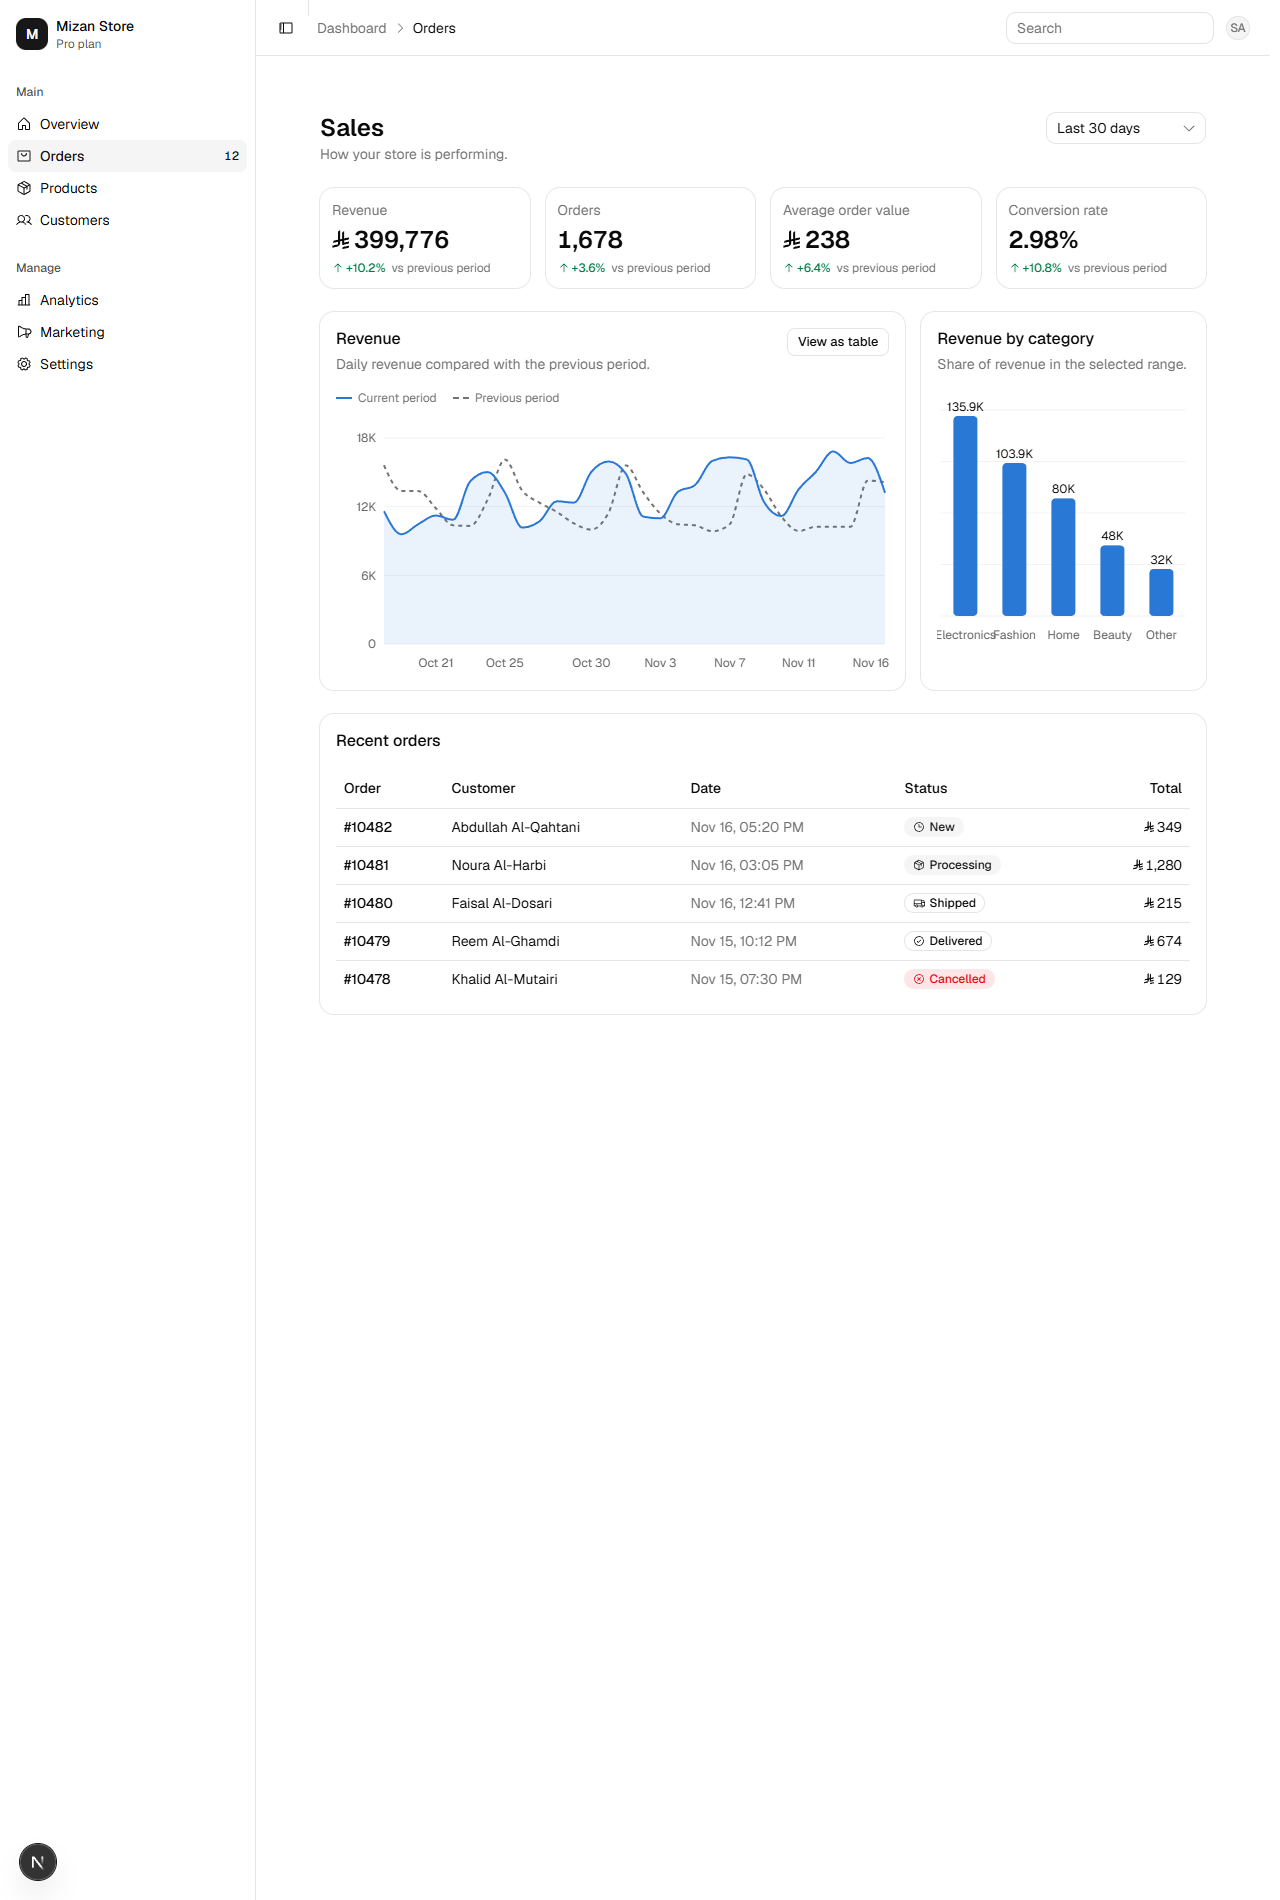 M
Mizan Store
Pro plan
Main
Overview
Orders 12
Products
Customers
Manage
Analytics
Marketing
Settings
N
Dashboard > Orders
Search
SA
Sales
How your store is performing.
Last 30 days
Revenue
⃁ 399,776
↑ +10.2% vs previous period
Orders
1,678
↑ +3.6% vs previous period
Average order value
⃁ 238
↑ +6.4% vs previous period
Conversion rate
2.98%
↑ +10.8% vs previous period
Revenue
Daily revenue compared with the previous period.
View as table
Current period
Previous period
18K
12K
6K
0
Oct 21 Oct 25 Oct 30 Nov 3 Nov 7 Nov 11 Nov 16
Revenue by category
Share of revenue in the selected range.
135.9K
103.9K
80K
48K
32K
Electronics Fashion Home Beauty Other
Recent orders
Order Customer Date Status Total
#10482 Abdullah Al-Qahtani Nov 16, 05:20 PM New ⃁ 349
#10481 Noura Al-Harbi Nov 16, 03:05 PM Processing ⃁ 1,280
#10480 Faisal Al-Dosari Nov 16, 12:41 PM Shipped ⃁ 215
#10479 Reem Al-Ghamdi Nov 15, 10:12 PM Delivered ⃁ 674
#10478 Khalid Al-Mutairi Nov 15, 07:30 PM Cancelled ⃁ 129